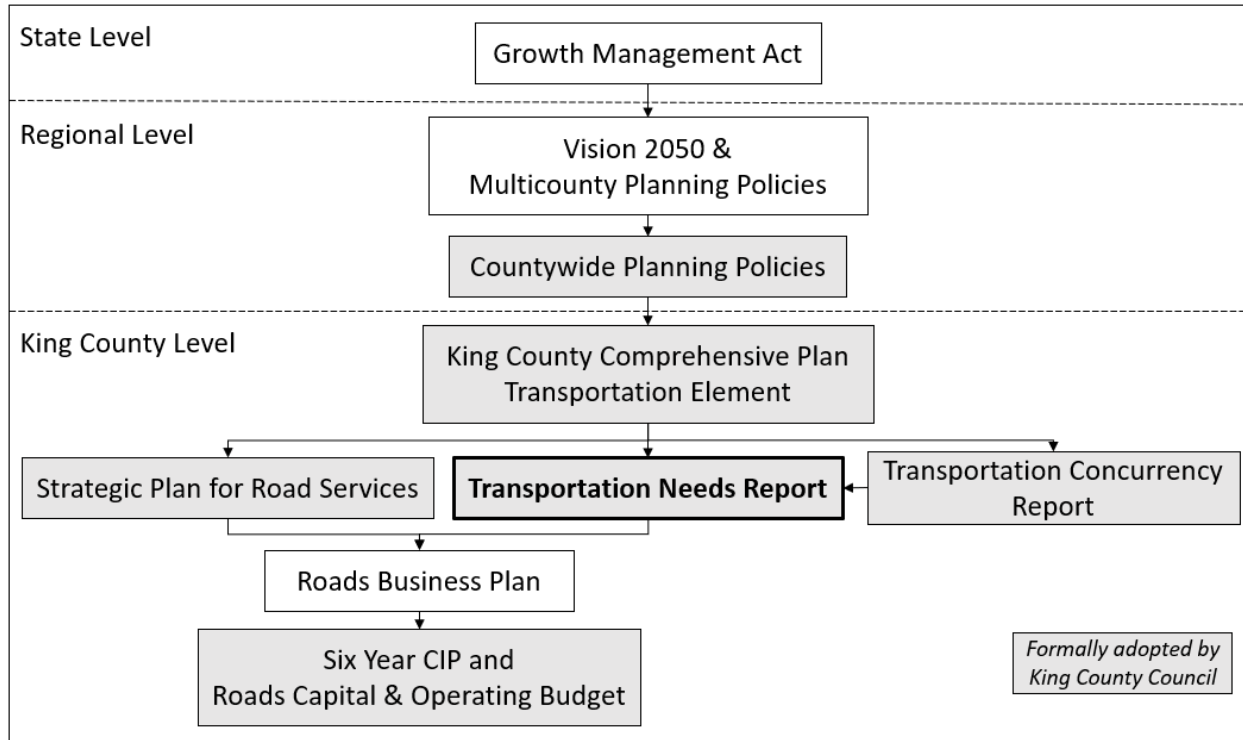 State Level
Growth Management Act
Regional Level
Vision 2050 &
Multicounty Planning Policies
Countywide Planning Policies
King County Level
King County Comprehensive Plan
Transportation Element
Strategic Plan for Road Services
Transportation Needs Report
Transportation Concurrency
Report
Roads Business Plan
Six Year CIP and
Roads Capital & Operating Budget
Formally adopted by
King County Council